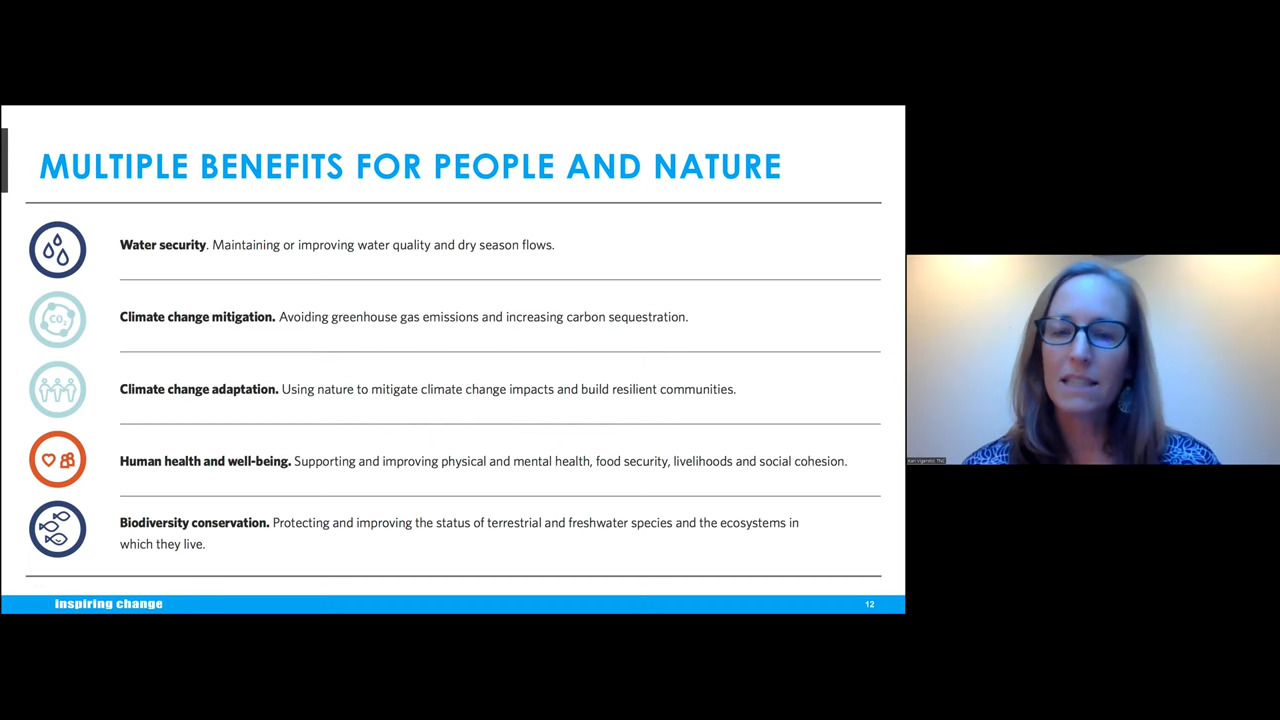 MULTIPLE BENEFITS FOR PEOPLE AND NATURE
Water security. Maintaining or improving water quality and dry season flows.
CO₂
Climate change mitigation. Avoiding greenhouse gas emissions and increasing carbon sequestration.
Climate change adaptation. Using nature to mitigate climate change impacts and build resilient communities.
Human health and well-being. Supporting and improving physical and mental health, food security, livelihoods and social cohesion.
Biodiversity conservation. Protecting and improving the status of terrestrial and freshwater species and the ecosystems in
which they live.
inspiring change
12
Kari Vigerstol, TNC